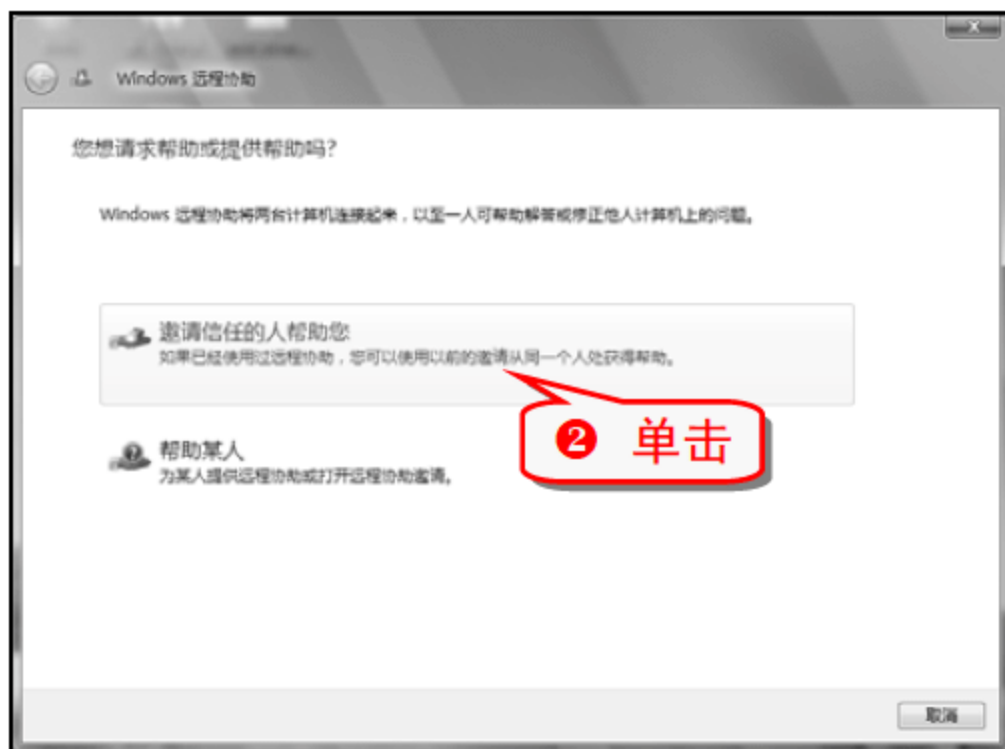 Windows 远程协助
您想请求帮助或提供帮助吗?
Windows 远程协助将两台计算机连接起来，以至一人可帮助解答或修正他人计算机上的问题。
邀请信任的人帮助您
如果已经使用过远程协助，您可以使用以前的邀请从同一个人处获得帮助。
❷ 单击
帮助某人
为某人提供远程协助或打开远程协助邀请。
取消